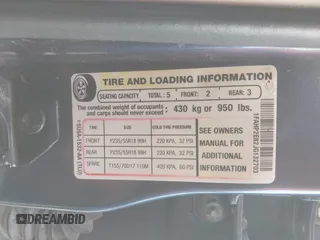 TIRE AND LOADING INFORMATION
SEATING CAPACITY TOTAL : 5 FRONT: 2 REAR: 3
The combined weight of occupants and cargo should never exceed : 430 kg or 950 lbs.
TIRE SIZE COLD TIRE PRESSURE
FRONT P235/55R18 99H 220 KPA, 32 PSI
REAR P235/55R18 99H 220 KPA, 32 PSI
SPARE T155/70D17 110M 420 KPA, 60 PSI
SEE OWNERS
MANUAL FOR
ADDITIONAL
INFORMATION
AUTOBIDMASTER
TREAMBID.COM